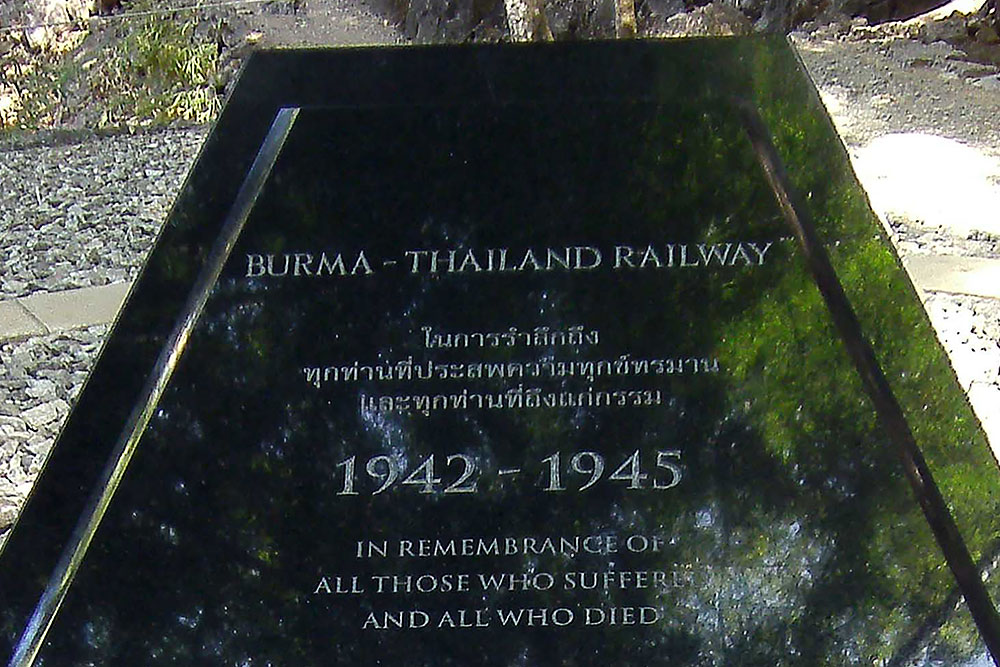 BURMA - THAILAND RAILWAY
ในการรำลึกถึง
ทุกท่านที่ประสพความทุกข์ทรมาน
และทุกท่านที่ถึงแก่กรรม
1942 - 1945
IN REMEMBRANCE OF
ALL THOSE WHO SUFFERED
AND ALL WHO DIED